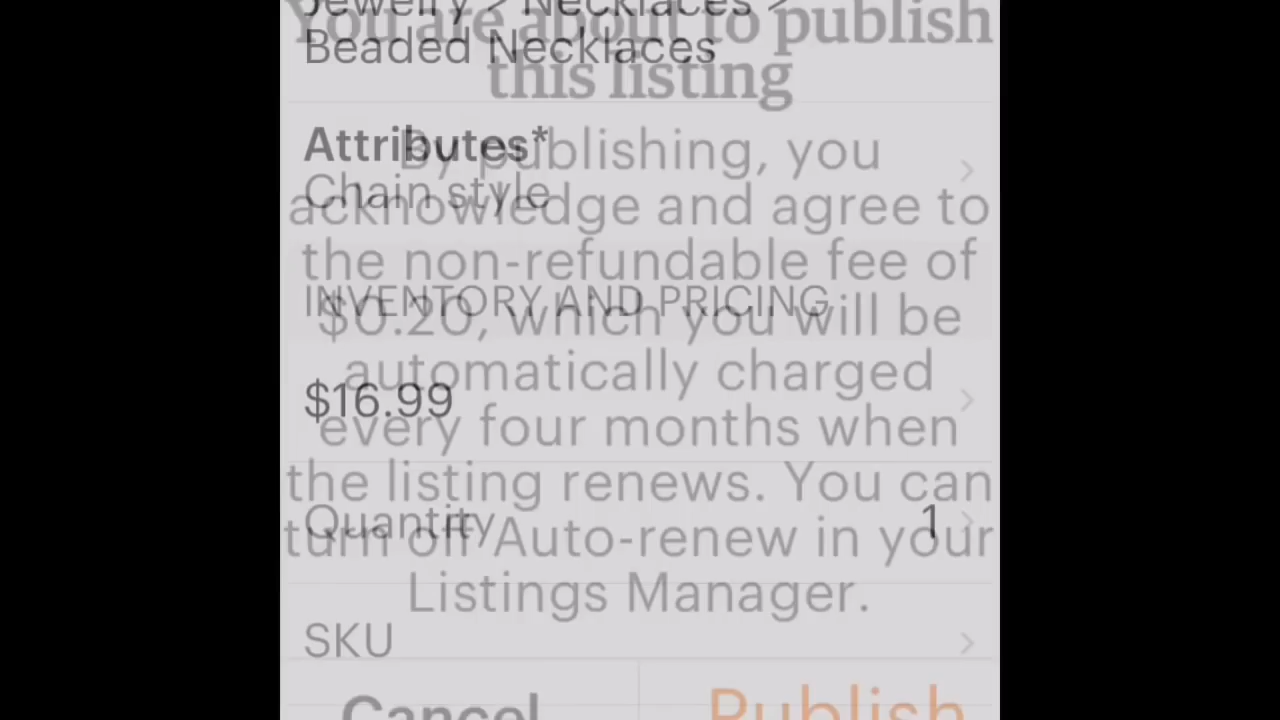 Jewelry > Necklaces >
Beaded Necklaces
Attributes*
Chain style
INVENTORY AND PRICING
$16.99
Quantity 1
SKU
You are about to publish
this listing
By publishing, you
acknowledge and agree to
the non-refundable fee of
$0.20, which you will be
automatically charged
every four months when
the listing renews. You can
turn off Auto-renew in your
Listings Manager.
Cancel Publish